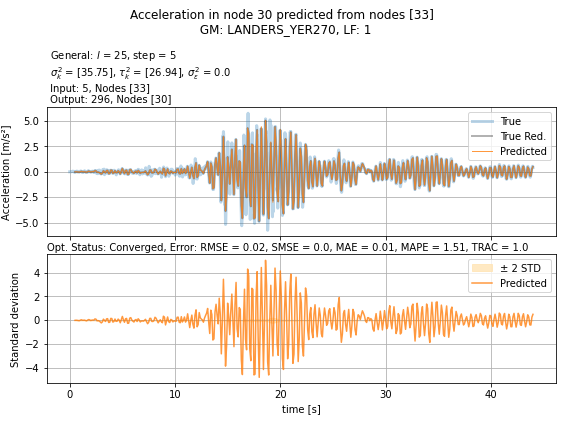 Acceleration in node 30 predicted from nodes [33]
GM: LANDERS_YER270, LF: 1
General: l = 25, step = 5
σ²ₖ = [35.75], τ²ₖ = [26.94], σ²ε = 0.0
Input: 5, Nodes [33]
Output: 296, Nodes [30]
True
True Red.
Predicted
Acceleration [m/s²]
5.0
2.5
0.0
−2.5
−5.0
Opt. Status: Converged, Error: RMSE = 0.02, SMSE = 0.0, MAE = 0.01, MAPE = 1.51, TRAC = 1.0
± 2 STD
Predicted
Standard deviation
4
2
0
−2
−4
0 10 20 30 40
time [s]